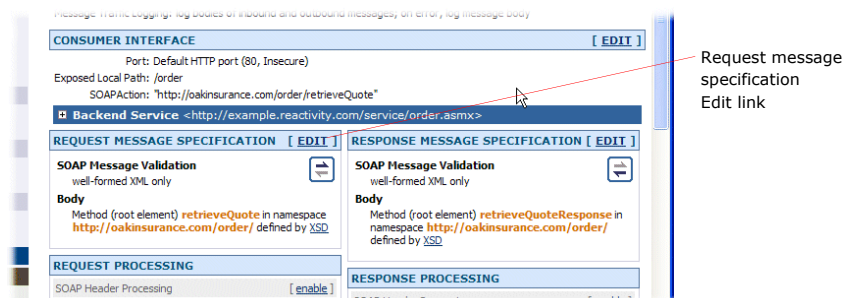 Message Traffic Logging: log bodies of inbound and outbound messages; on error, log message body
CONSUMER INTERFACE [ EDIT ]
Port: Default HTTP port (80, Insecure)
Exposed Local Path: /order
SOAPAction: "http://oakinsurance.com/order/retrieveQuote"
Backend Service <http://example.reactivity.com/service/order.asmx>
REQUEST MESSAGE SPECIFICATION [ EDIT ]
SOAP Message Validation
well-formed XML only
Body
Method (root element) retrieveQuote in namespace
http://oakinsurance.com/order/ defined by XSD
REQUEST PROCESSING
SOAP Header Processing [ enable ]
RESPONSE MESSAGE SPECIFICATION [ EDIT ]
SOAP Message Validation
well-formed XML only
Body
Method (root element) retrieveQuoteResponse in
namespace http://oakinsurance.com/order/
defined by XSD
RESPONSE PROCESSING
Request message
specification
Edit link